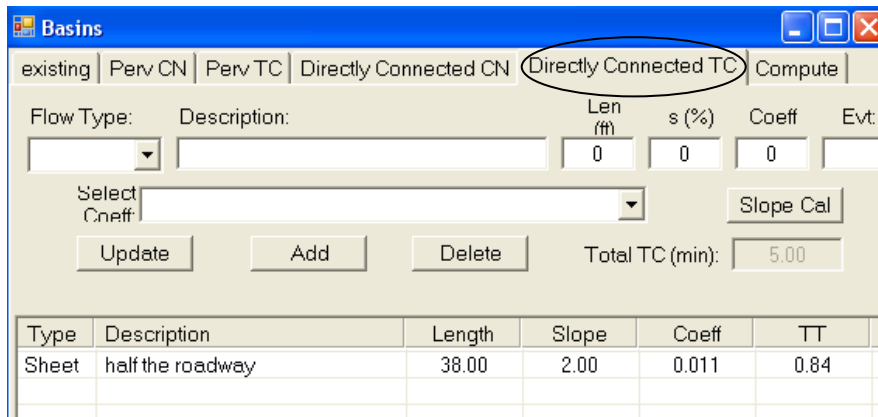 Basins
existing Perv CN Perv TC Directly Connected CN Directly Connected TC Compute
Flow Type: Description: Len (ft) s (%) Coeff Evt:
0 0 0
Select Coeff: Slope Cal
Update Add Delete Total TC (min): 5.00
Type Description Length Slope Coeff TT
Sheet half the roadway 38.00 2.00 0.011 0.84